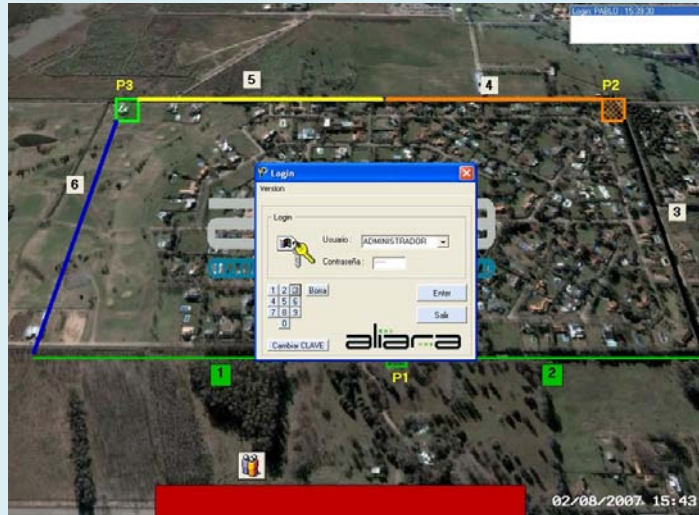 Login: PABLO : 15:39:30
P3
5
4
P2
6
3
Login
Version
Login
Usuario :
ADMINISTRADOR
Contraseña :
1 2 3
Borra
4 5 6
7 8 9
0
Enter
Salir
Cambiar CLAVE
aliara
1
P1
2
02/08/2007 15:43